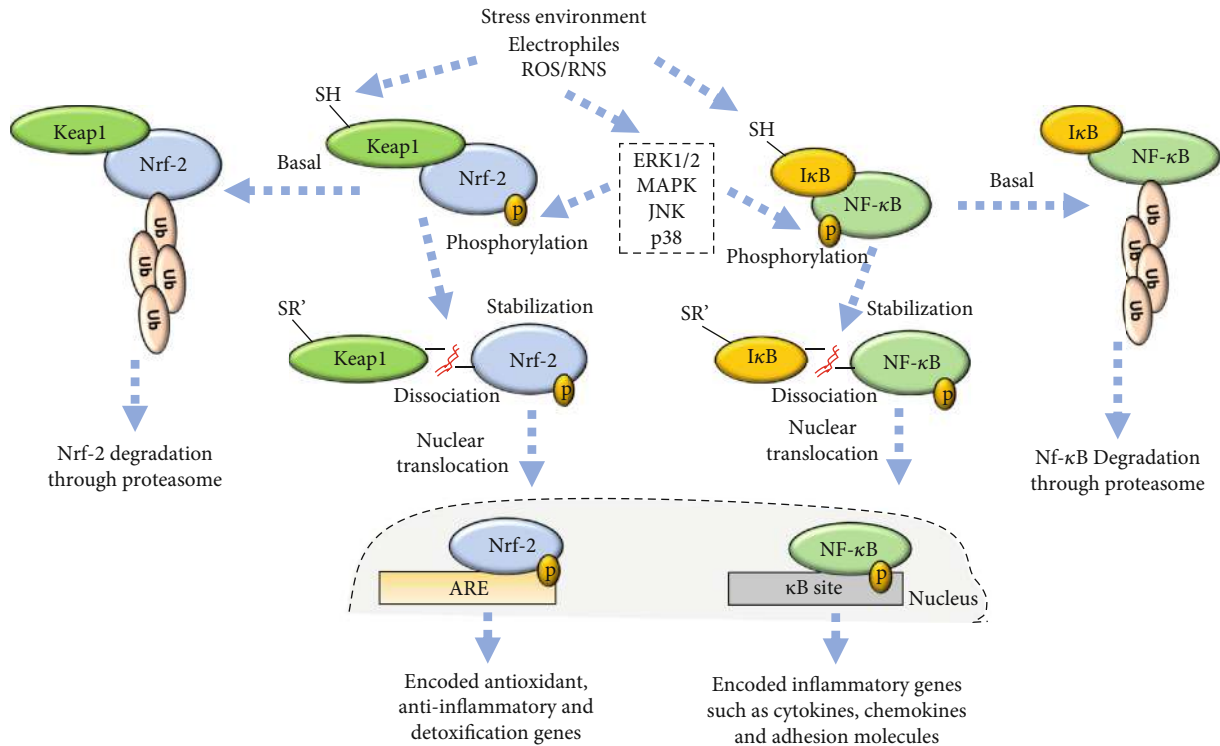 Stress environment
Electrophiles
ROS/RNS
SH
Keap1
Nrf-2
Ub
Ub
Ub
Ub
Basal
Nrf-2 degradation
through proteasome
Keap1
Nrf-2
p
Phosphorylation
ERK1/2
MAPK
JNK
p38
SH
IκB
NF-κB
p
Phosphorylation
Basal
IκB
NF-κB
Ub
Ub
Ub
Ub
Nf-κB Degradation
through proteasome
SR’
Keap1
Stabilization
Nrf-2
p
Dissociation
Nuclear
translocation
SR’
IκB
Stabilization
NF-κB
p
Dissociation
Nuclear
translocation
Nrf-2
p
ARE
NF-κB
p
κB site
Nucleus
Encoded antioxidant,
anti-inflammatory and
detoxification genes
Encoded inflammatory genes
such as cytokines, chemokines
and adhesion molecules